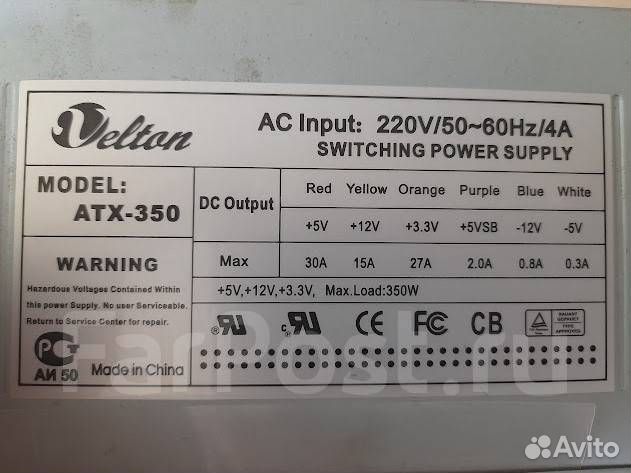 Velton
AC Input: 220V/50~60Hz/4A
SWITCHING POWER SUPPLY
MODEL:
ATX-350
DC Output
Red Yellow Orange Purple Blue White
+5V +12V +3.3V +5VSB -12V -5V
Max 30A 15A 27A 2.0A 0.8A 0.3A
+5V,+12V,+3.3V, Max.Load:350W
WARNING
Hazardous Voltages Contained Within
this power Supply. No user Serviceable.
Return to Service Center for repair.
РСТ
АИ 50
Made in China
c
CE
FC
CB
TYPE
APPROVED
FarPost.ru
Avito